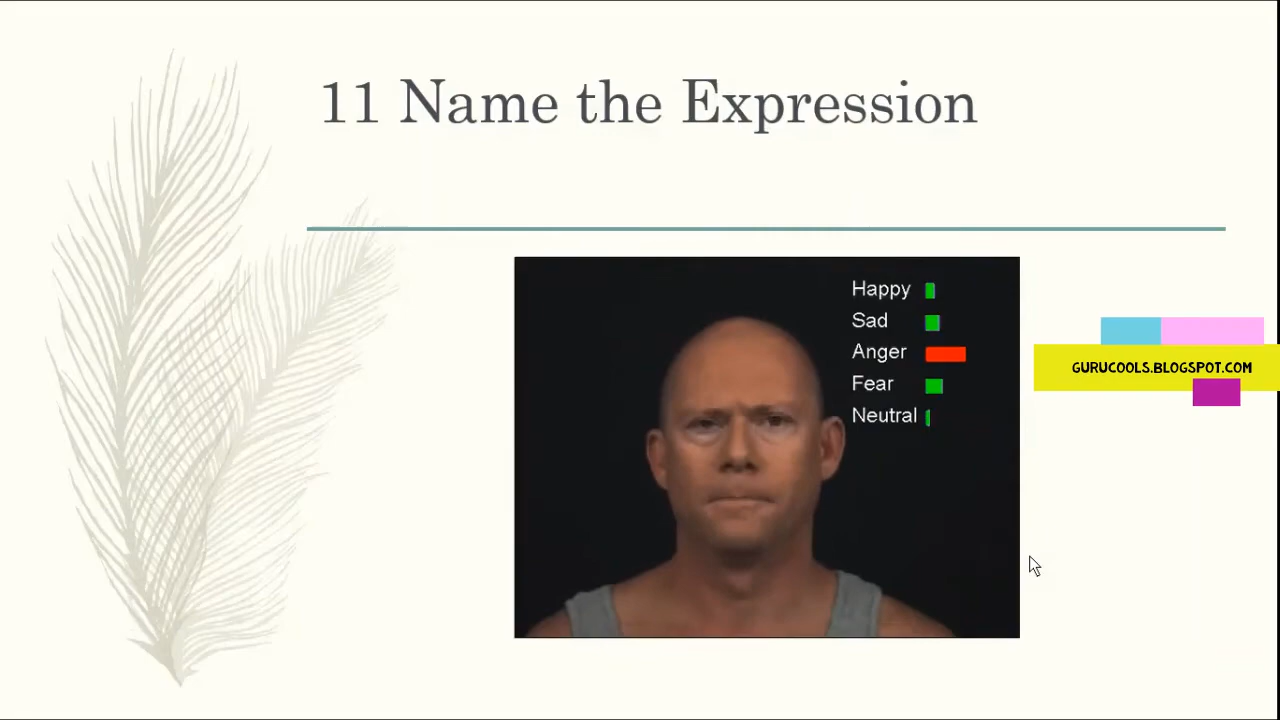 11 Name the Expression
Happy
Sad
Anger
Fear
Neutral
GURUCOOLS.BLOGSPOT.COM